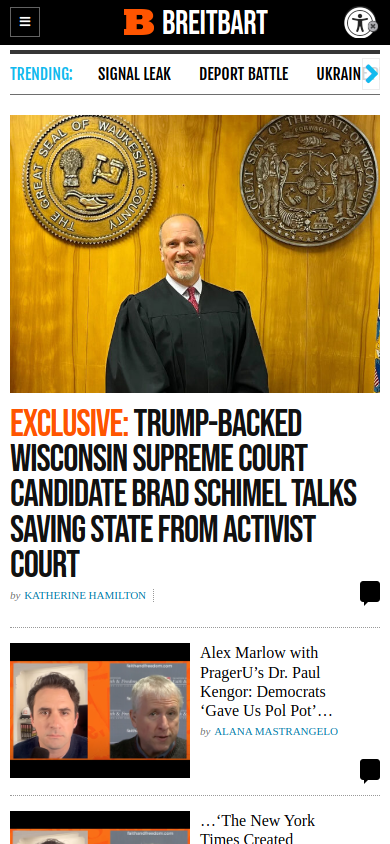 BREITBART
TRENDING: SIGNAL LEAK DEPORT BATTLE UKRAIN
THE GREAT SEAL OF WAUKESHA COUNTY
THE GREAT SEAL OF THE STATE OF WISCONSIN
FORWARD
EXCLUSIVE: TRUMP-BACKED
WISCONSIN SUPREME COURT
CANDIDATE BRAD SCHIMEL TALKS
SAVING STATE FROM ACTIVIST
COURT
by KATHERINE HAMILTON
Alex Marlow with
PragerU’s Dr. Paul
Kengor: Democrats
‘Gave Us Pol Pot’…
by ALANA MASTRANGELO
…‘The New York
Times Created